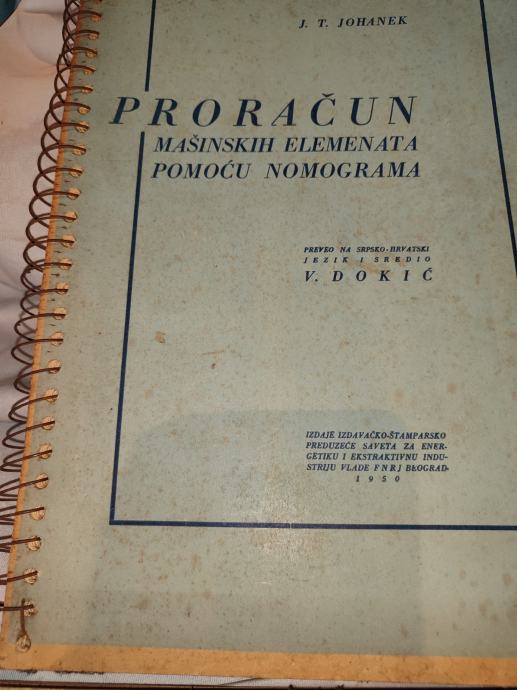 J. T. JOHANEK
PRORAČUN
MAŠINSKIH ELEMENATA
POMOĆU NOMOGRAMA
PREVEO NA SRPSKO-HRVATSKI
JEZIK I SREDIO
V. DOKIĆ
IZDAJE IZDAVAČKO-ŠTAMPARSKO
PREDUZEĆE SAVETA ZA ENER-
GETIKU I EKSTRAKTIVNU INDU-
STRIJU VLADE FNRJ BEOGRAD-
1950